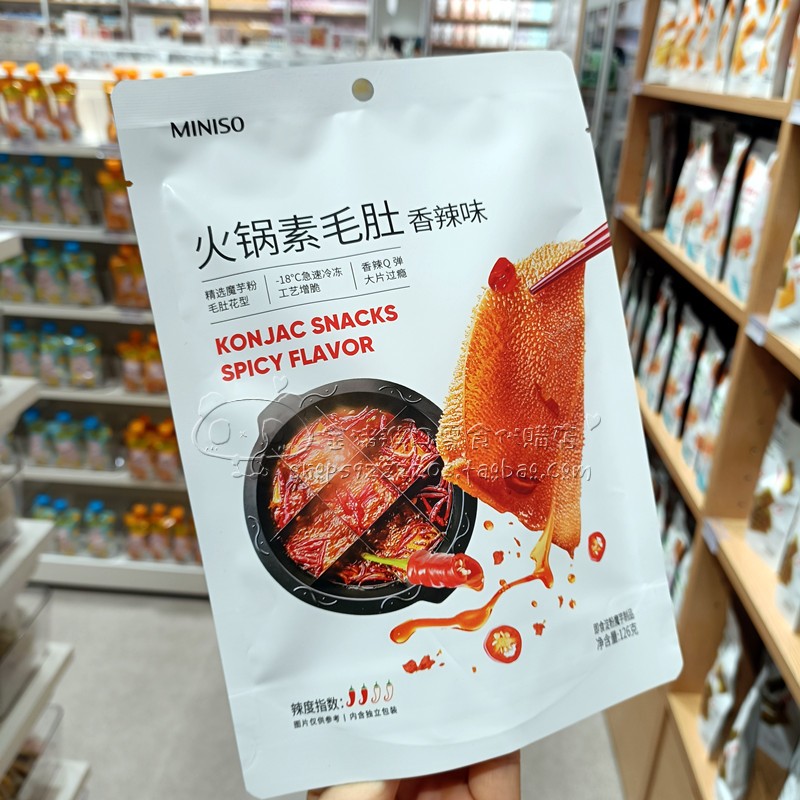 MINISO
火锅素毛肚 香辣味
精选魔芋粉
毛肚花型
-18°C急速冷冻
工艺增脆
香辣Q弹
大片过瘾
KONJAC SNACKS
SPICY FLAVOR
即食淀粉魔芋制品
净含量:126克
辣度指数:
图片仅供参考 | 内含独立包装